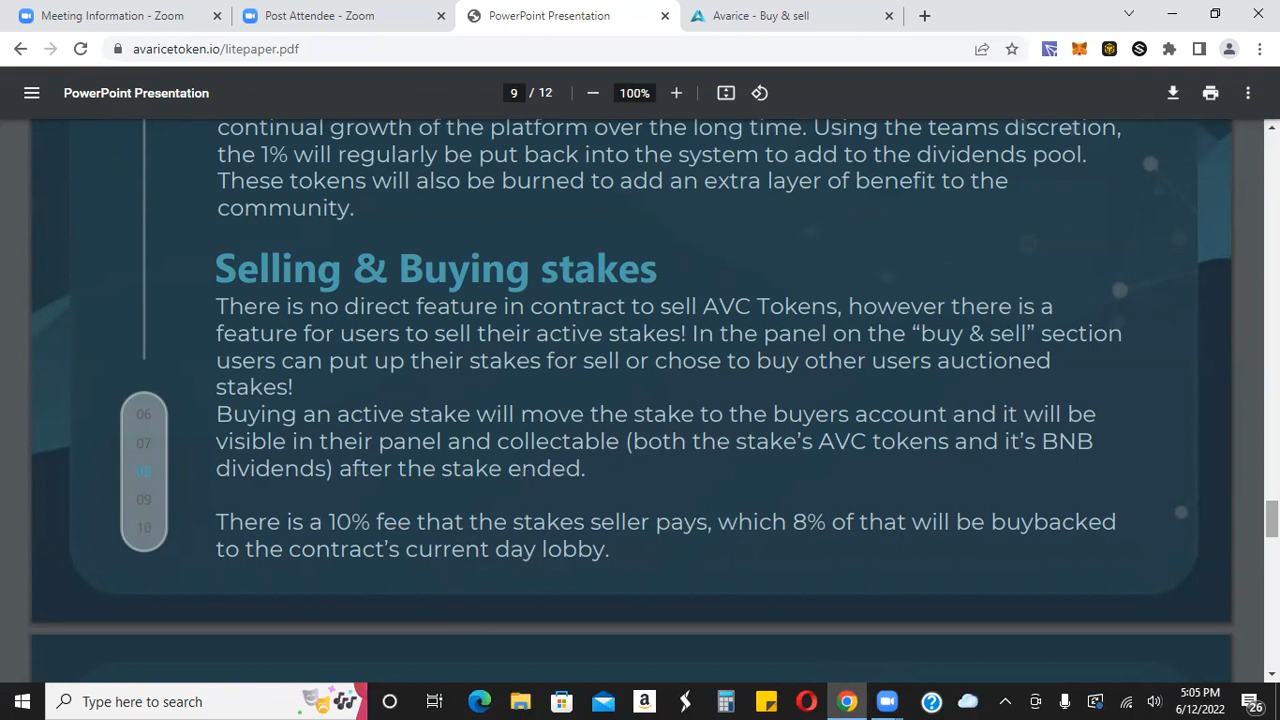 Meeting Information - Zoom
Post Attendee - Zoom
PowerPoint Presentation
Avarice - Buy & sell
avaricetoken.io/litepaper.pdf
PowerPoint Presentation
9 / 12
100%
continual growth of the platform over the long time. Using the teams discretion,
the 1% will regularly be put back into the system to add to the dividends pool.
These tokens will also be burned to add an extra layer of benefit to the
community.
Selling & Buying stakes
There is no direct feature in contract to sell AVC Tokens, however there is a
feature for users to sell their active stakes! In the panel on the “buy & sell” section
users can put up their stakes for sell or chose to buy other users auctioned
stakes!
Buying an active stake will move the stake to the buyers account and it will be
visible in their panel and collectable (both the stake’s AVC tokens and it’s BNB
dividends) after the stake ended.
There is a 10% fee that the stakes seller pays, which 8% of that will be buybacked
to the contract’s current day lobby.
06
07
08
09
10
Type here to search
5:05 PM
6/12/2022
26